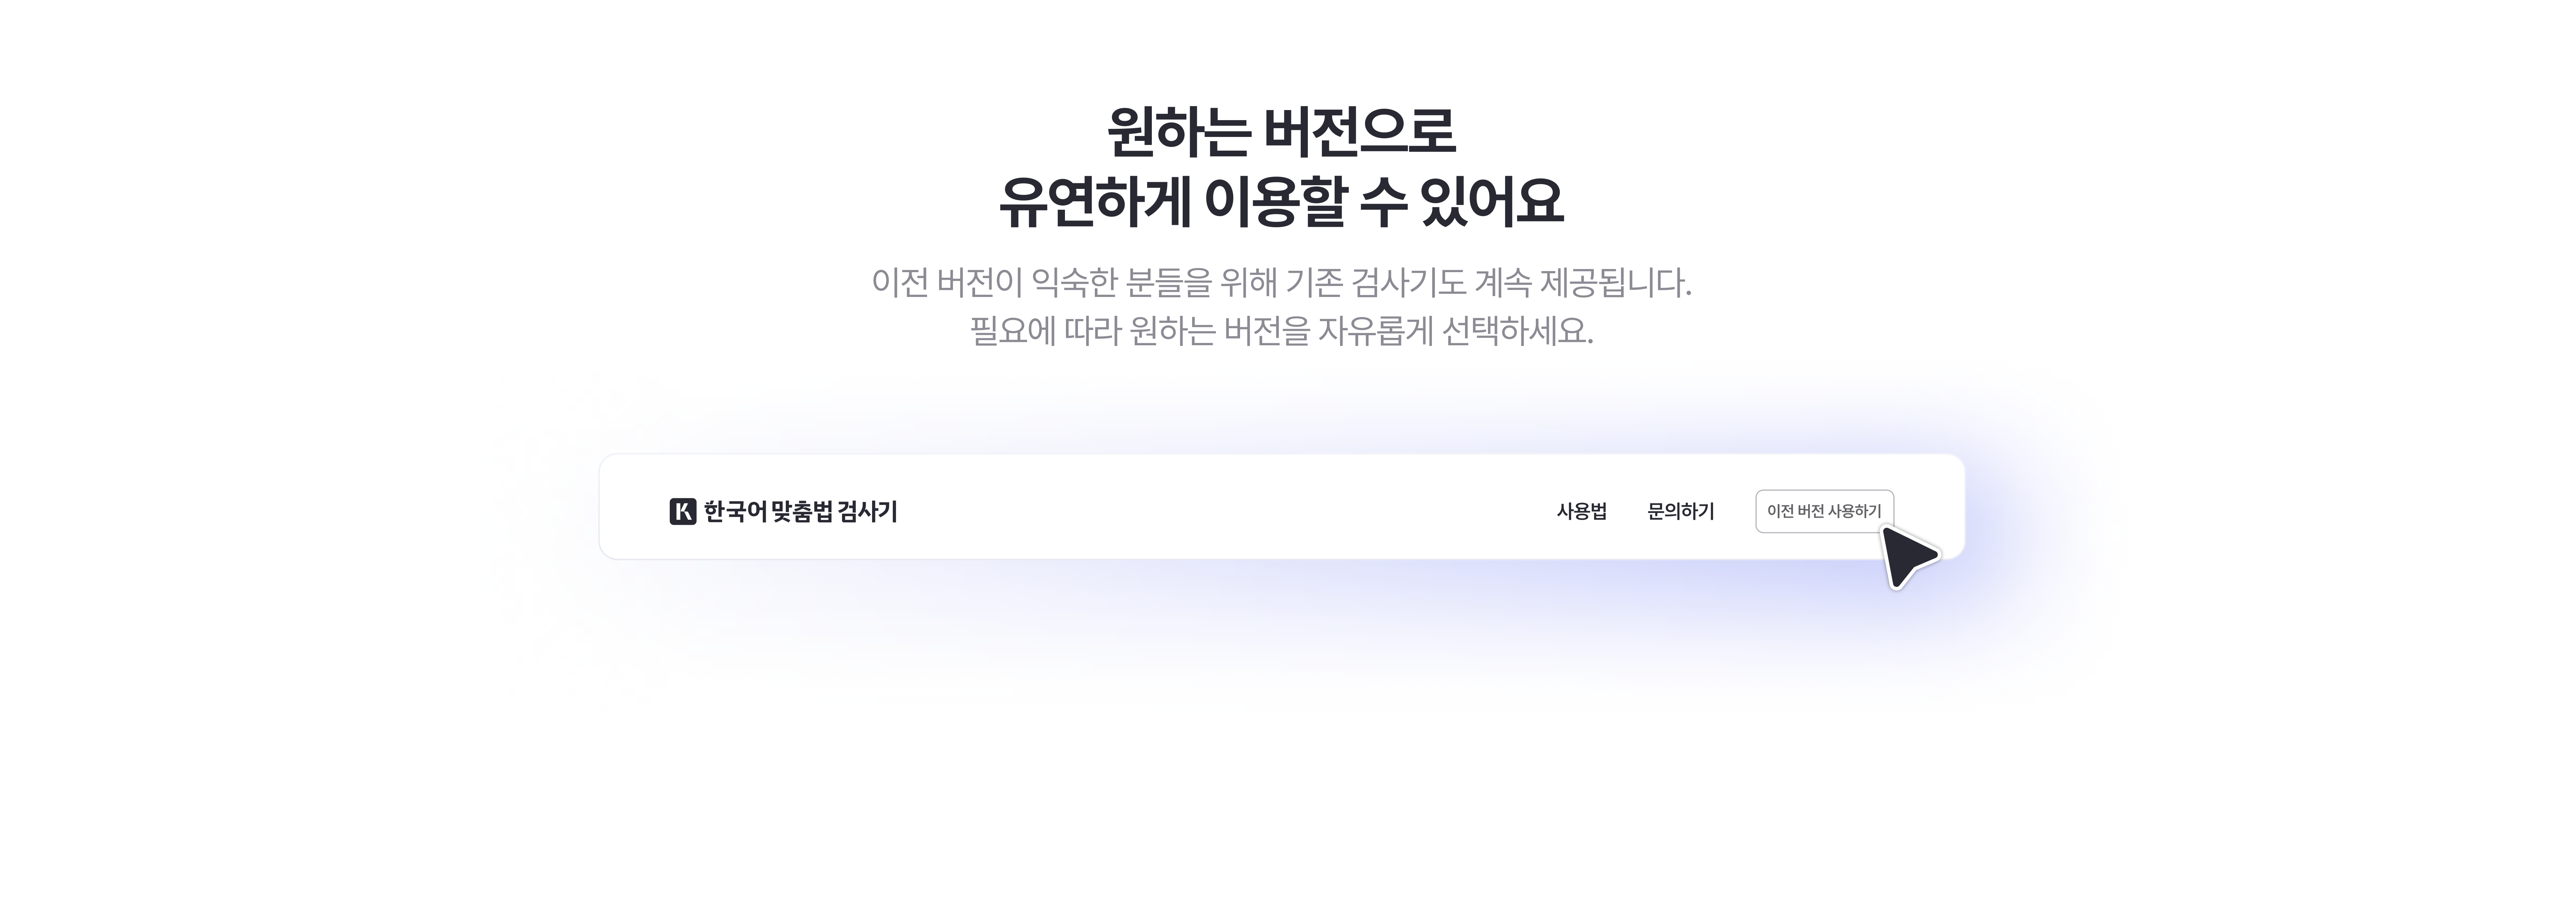 원하는 버전으로
유연하게 이용할 수 있어요
이전 버전이 익숙한 분들을 위해 기존 검사기도 계속 제공됩니다.
필요에 따라 원하는 버전을 자유롭게 선택하세요.
K 한국어 맞춤법 검사기 사용법 문의하기 이전 버전 사용하기